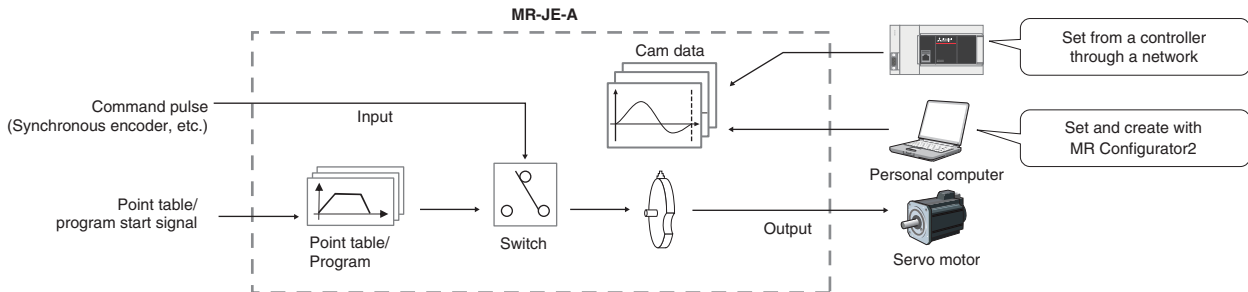 MR-JE-A
Cam data
Set from a controller
through a network
Command pulse
(Synchronous encoder, etc.)
Input
Set and create with
MR Configurator2
Personal computer
Point table/
program start signal
Point table/
Program
Switch
Output
Servo motor